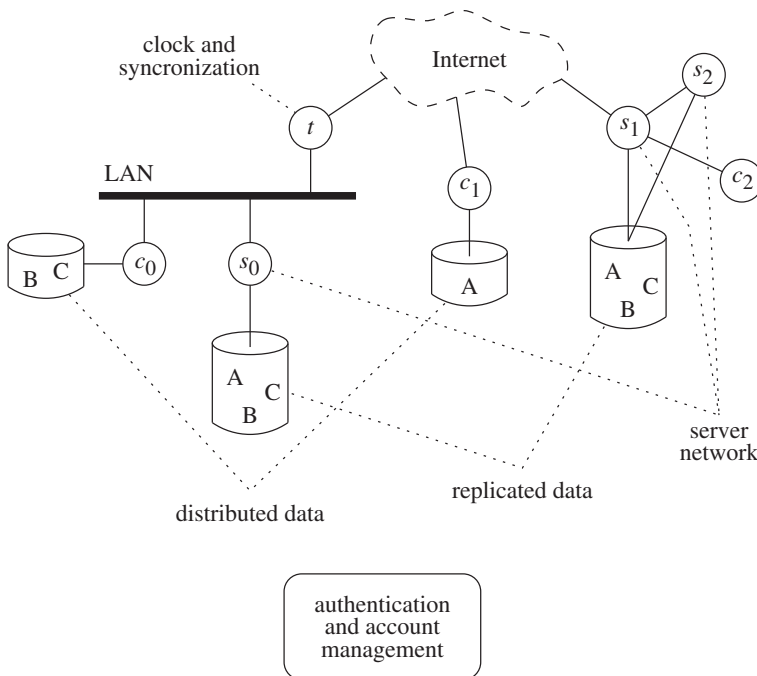 clock and
syncronization
Internet
s2
t
s1
LAN
c1
c2
B C
c0
s0
A
A
B
C
A
B
C
server
network
replicated data
distributed data
authentication
and account
management